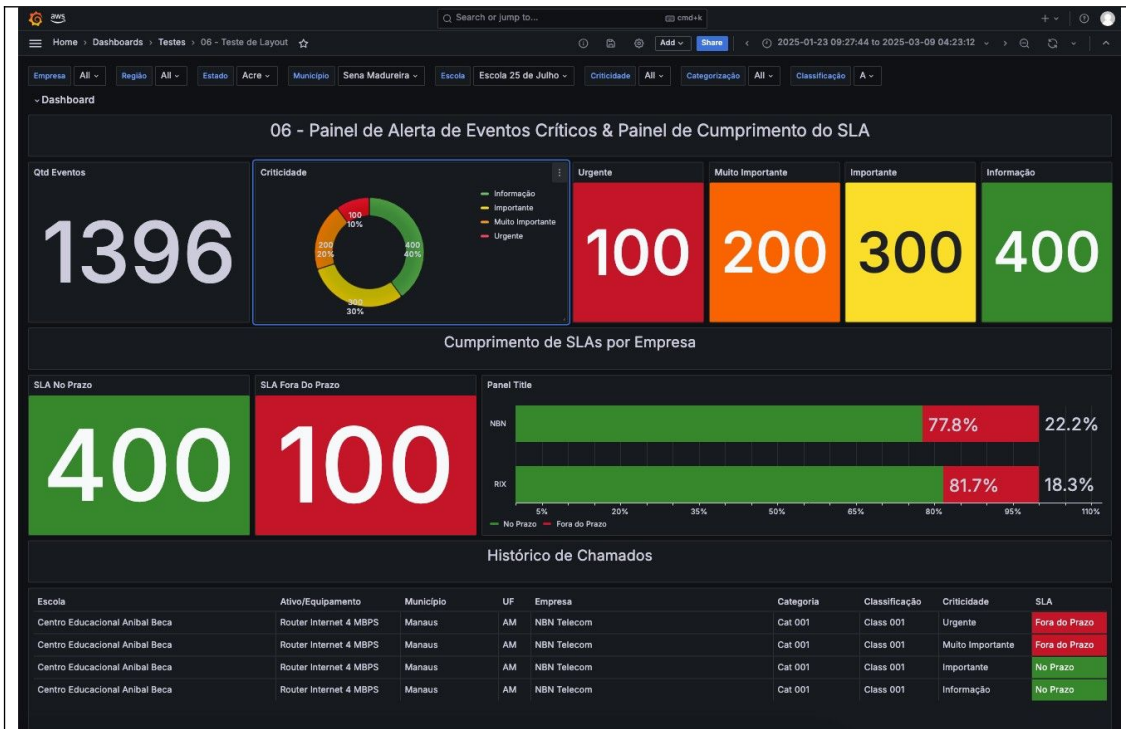 aws
Search or jump to...
cmd+k
Home › Dashboards › Testes › 06 - Teste de Layout
Add
Share
2025-01-23 09:27:44 to 2025-03-09 04:23:12
Empresa All Região All Estado Acre Município Sena Madureira Escola Escola 25 de Julho Criticidade All Categorização All Classificação A
Dashboard
06 - Painel de Alerta de Eventos Críticos & Painel de Cumprimento do SLA
Qtd Eventos
1396
Criticidade
100
10%
200
20%
400
40%
300
30%
Informação
Importante
Muito Importante
Urgente
Urgente
100
Muito Importante
200
Importante
300
Informação
400
Cumprimento de SLAs por Empresa
SLA No Prazo
400
SLA Fora Do Prazo
100
Panel Title
NBN 77.8% 22.2%
RIX 81.7% 18.3%
5% 20% 35% 50% 65% 80% 95% 110%
No Prazo Fora do Prazo
Histórico de Chamados
Escola Ativo/Equipamento Município UF Empresa Categoria Classificação Criticidade SLA
Centro Educacional Anibal Beca Router Internet 4 MBPS Manaus AM NBN Telecom Cat 001 Class 001 Urgente Fora do Prazo
Centro Educacional Anibal Beca Router Internet 4 MBPS Manaus AM NBN Telecom Cat 001 Class 001 Muito Importante Fora do Prazo
Centro Educacional Anibal Beca Router Internet 4 MBPS Manaus AM NBN Telecom Cat 001 Class 001 Importante No Prazo
Centro Educacional Anibal Beca Router Internet 4 MBPS Manaus AM NBN Telecom Cat 001 Class 001 Informação No Prazo